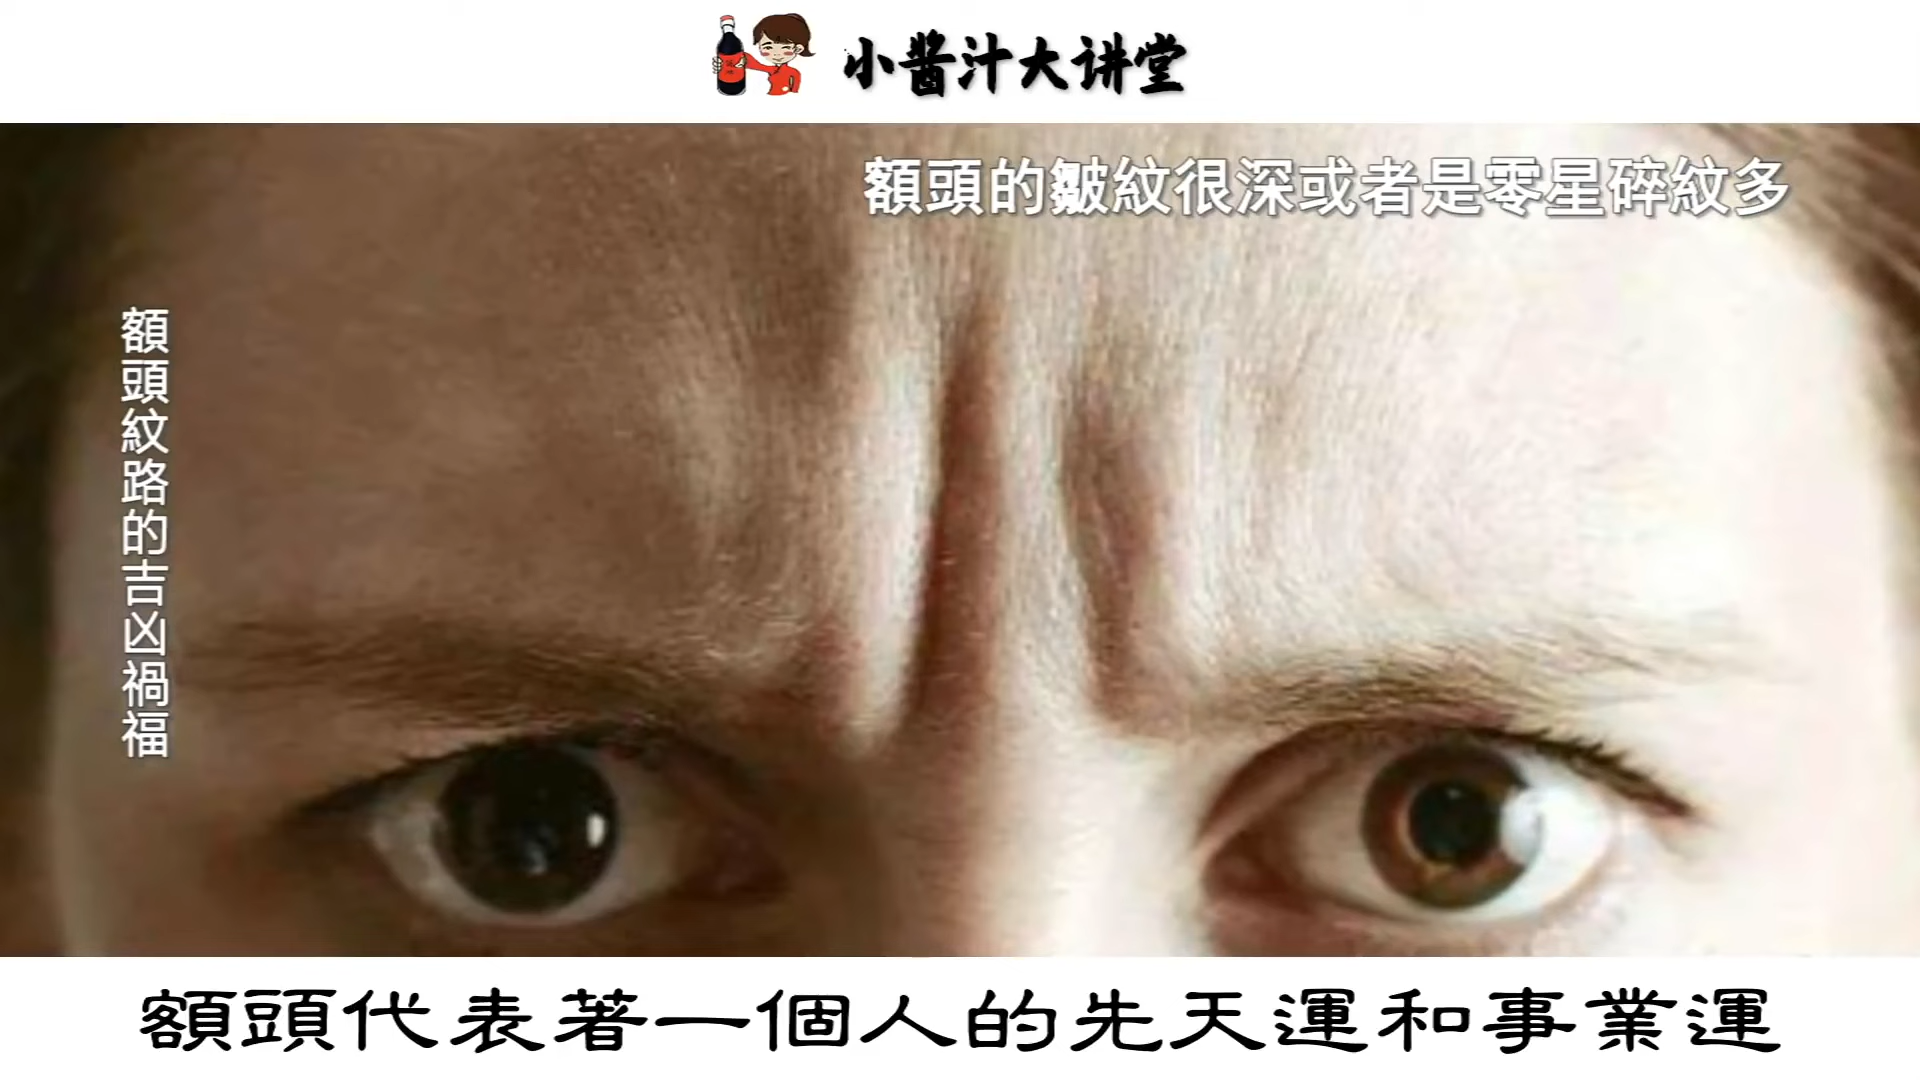 小酱汁大讲堂
額頭的皺紋很深或者是零星碎紋多
額頭紋路的吉凶禍福
額頭代表著一個人的先天運和事業運